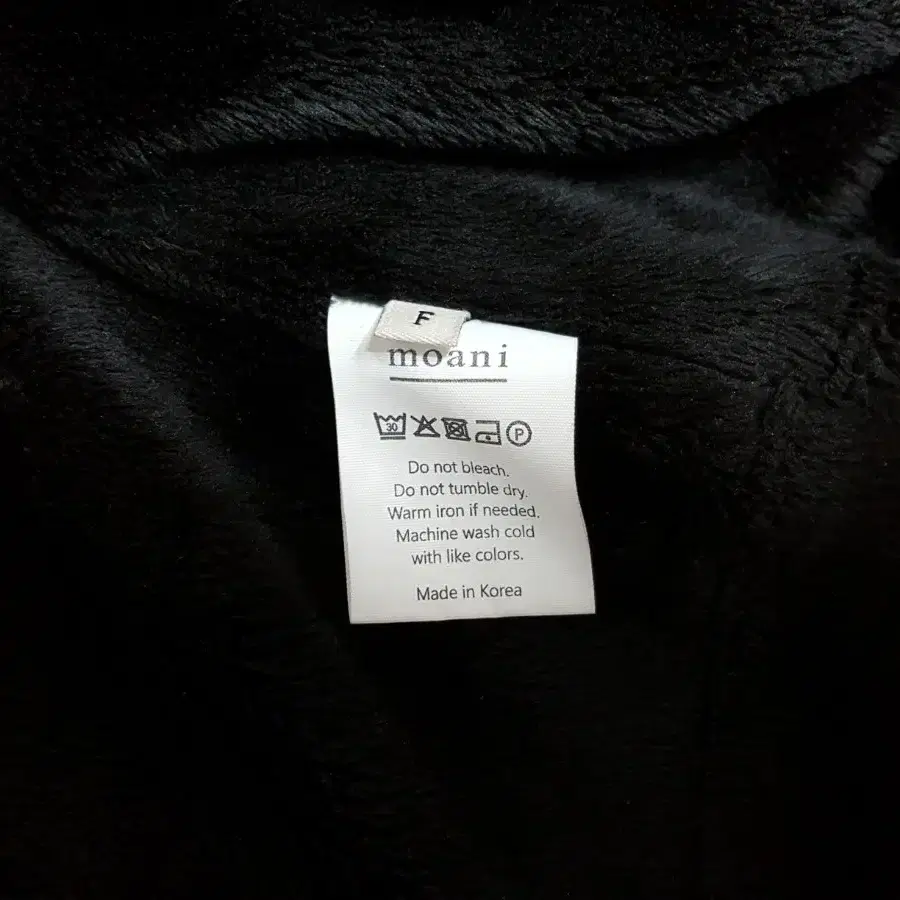 F
moani
30 P
Do not bleach.
Do not tumble dry.
Warm iron if needed.
Machine wash cold
with like colors.
Made in Korea